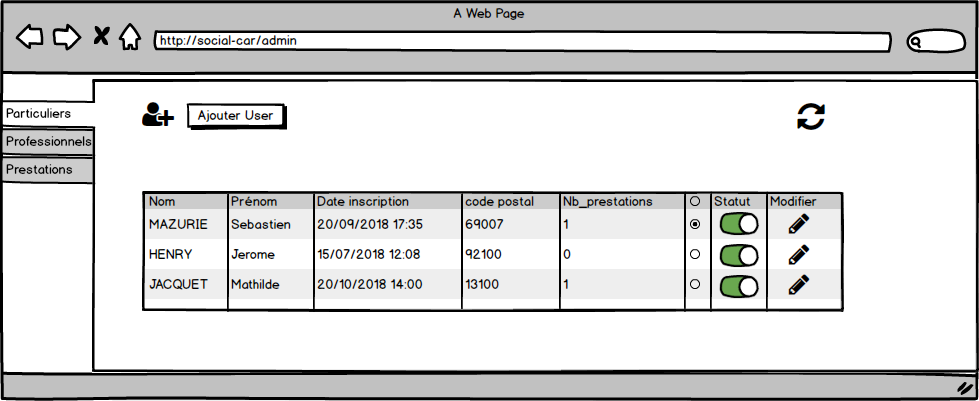 A Web Page
http://social-car/admin
Particuliers
Professionnels
Prestations
Ajouter User
Nom Prénom Date inscription code postal Nb_prestations Statut Modifier
MAZURIE Sebastien 20/09/2018 17:35 69007 1
HENRY Jerome 15/07/2018 12:08 92100 0
JACQUET Mathilde 20/10/2018 14:00 13100 1